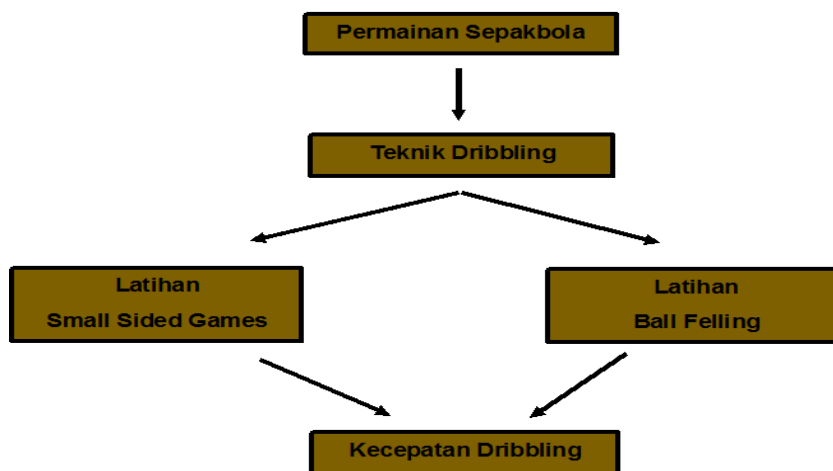 Permainan Sepakbola
Teknik Dribbling
Latihan
Small Sided Games
Latihan
Ball Felling
Kecepatan Dribbling